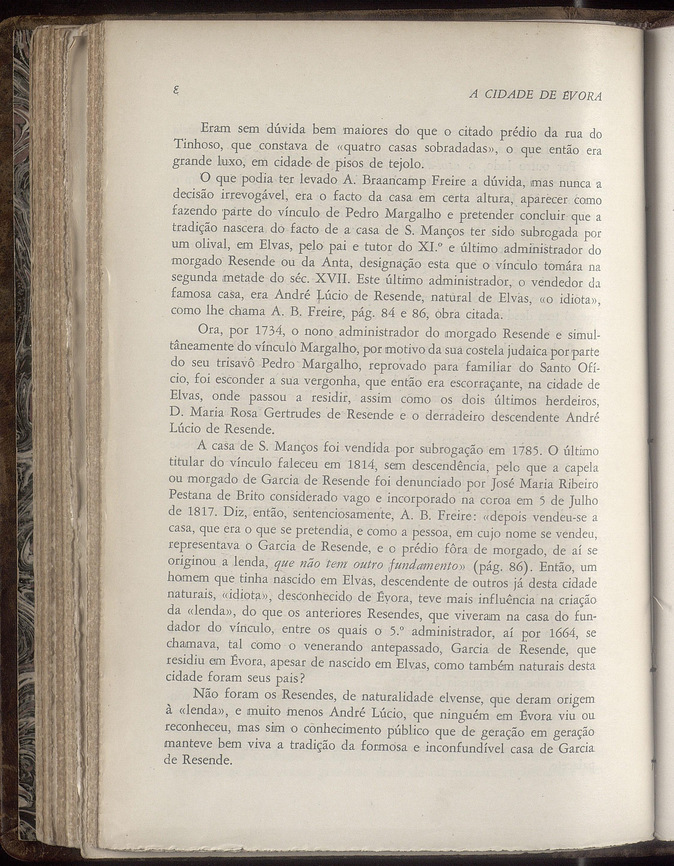 8
A CIDADE DE ÉVORA
Eram sem dúvida bem maiores do que o citado prédio da rua do
Tinhoso, que constava de «quatro casas sobradadas», o que então era
grande luxo, em cidade de pisos de tejolo.
O que podia ter levado A. Braancamp Freire a dúvida, mas nunca a
decisão irrevogável, era o facto da casa em certa altura, aparecer como
fazendo parte do vínculo de Pedro Margalho e pretender concluir que a
tradição nascera do facto de a casa de S. Manços ter sido subrogada por
um olival, em Elvas, pelo pai e tutor do XI.º e último administrador do
morgado Resende ou da Anta, designação esta que o vínculo tomára na
segunda metade do séc. XVII. Este último administrador, o vendedor da
famosa casa, era André Lúcio de Resende, natural de Elvas, «o idiota»,
como lhe chama A. B. Freire, pág. 84 e 86, obra citada.
Ora, por 1734, o nono administrador do morgado Resende e simul-
tâneamente do vínculo Margalho, por motivo da sua costela judaica por parte
do seu trisavô Pedro Margalho, reprovado para familiar do Santo Ofí-
cio, foi esconder a sua vergonha, que então era escorraçante, na cidade de
Elvas, onde passou a residir, assim como os dois últimos herdeiros,
D. Maria Rosa Gertrudes de Resende e o derradeiro descendente André
Lúcio de Resende.
A casa de S. Manços foi vendida por subrogação em 1785. O último
titular do vínculo faleceu em 1814, sem descendência, pelo que a capela
ou morgado de Garcia de Resende foi denunciado por José Maria Ribeiro
Pestana de Brito considerado vago e incorporado na coroa em 5 de Julho
de 1817. Diz, então, sentenciosamente, A. B. Freire: «depois vendeu-se a
casa, que era o que se pretendia, e como a pessoa, em cujo nome se vendeu,
representava o Garcia de Resende, e o prédio fôra de morgado, de aí se
originou a lenda, que não tem outro fundamento» (pág. 86). Então, um
homem que tinha nascido em Elvas, descendente de outros já desta cidade
naturais, «idiota», desconhecido de Évora, teve mais influência na criação
da «lenda», do que os anteriores Resendes, que viveram na casa do fun-
dador do vínculo, entre os quais o 5.º administrador, aí por 1664, se
chamava, tal como o venerando antepassado, Garcia de Resende, que
residiu em Évora, apesar de nascido em Elvas, como também naturais desta
cidade foram seus pais?
Não foram os Resendes, de naturalidade elvense, que deram origem
à «lenda», e muito menos André Lúcio, que ninguém em Évora viu ou
reconheceu, mas sim o cònhecimento público que de geração em geração
manteve bem viva a tradição da formosa e inconfundível casa de Garcia
de Resende.